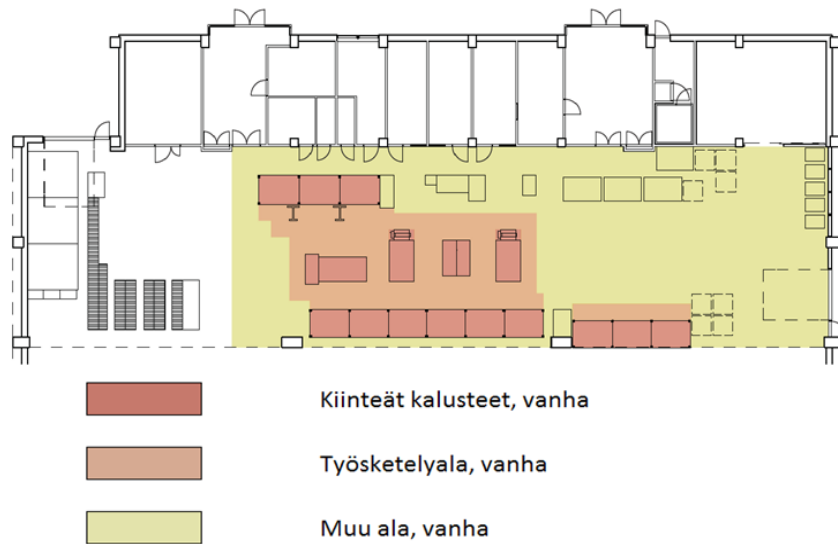 Kiinteät kalusteet, vanha
Työsketelyala, vanha
Muu ala, vanha